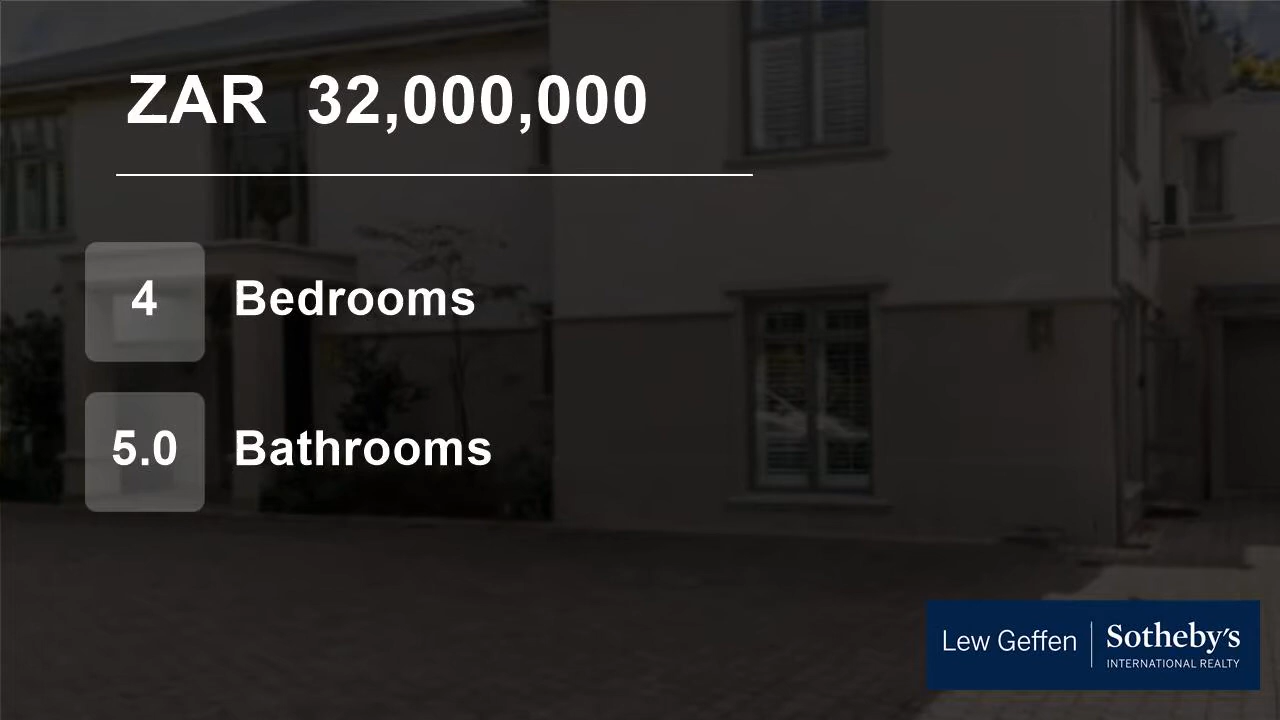 ZAR 32,000,000
4 Bedrooms
5.0 Bathrooms
Lew Geffen Sotheby's
INTERNATIONAL REALTY